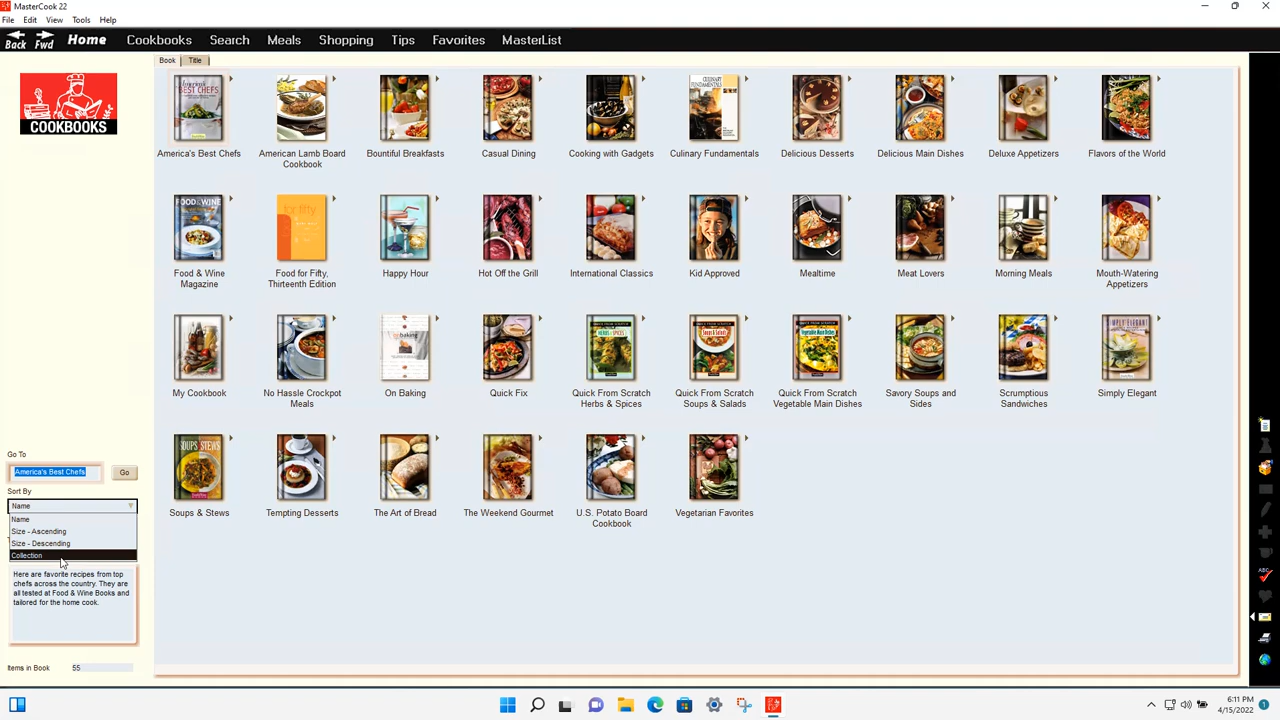 MasterCook 22
File Edit View Tools Help
Back Fwd Home Cookbooks Search Meals Shopping Tips Favorites MasterList
Book Title
COOKBOOKS
America's Best Chefs
American Lamb Board
Cookbook
Bountiful Breakfasts
Casual Dining
Cooking with Gadgets
Culinary Fundamentals
Delicious Desserts
Delicious Main Dishes
Deluxe Appetizers
Flavors of the World
Food & Wine
Magazine
Food for Fifty,
Thirteenth Edition
Happy Hour
Hot Off the Grill
International Classics
Kid Approved
Mealtime
Meat Lovers
Morning Meals
Mouth-Watering
Appetizers
My Cookbook
No Hassle Crockpot
Meals
On Baking
Quick Fix
Quick From Scratch
Herbs & Spices
Quick From Scratch
Soups & Salads
Quick From Scratch
Vegetable Main Dishes
Savory Soups and
Sides
Scrumptious
Sandwiches
Simply Elegant
Soups & Stews
Tempting Desserts
The Art of Bread
The Weekend Gourmet
U.S. Potato Board
Cookbook
Vegetarian Favorites
Go To
America's Best Chefs Go
Sort By
Name
Name
Size - Ascending
Size - Descending
Collection
Here are favorite recipes from top
chefs across the country. They are
all tested at Food & Wine Books and
tailored for the home cook.
Items in Book 55
ABC
6:11 PM
4/15/2022